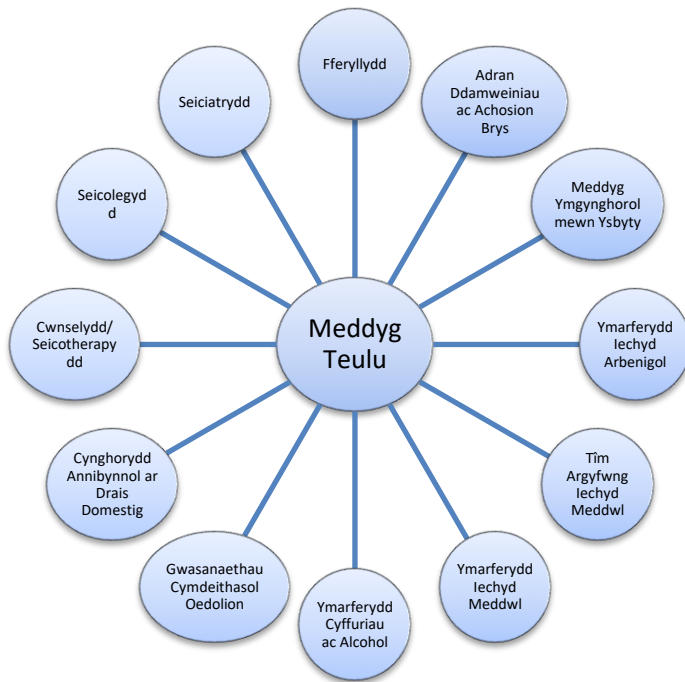 Fferyllydd
Adran
Ddamweiniau
ac Achosion
Brys
Meddyg
Ymgynghorol
mewn Ysbyty
Ymarferydd
Iechyd
Arbenigol
Tîm
Argyfwng
Iechyd
Meddwl
Ymarferydd
Iechyd
Meddwl
Ymarferydd
Cyffuriau
ac Alcohol
Gwasanaethau
Cymdeithasol
Oedolion
Cynghorydd
Annibynnol ar
Drais
Domestig
Cwnselydd/
Seicotherapy
dd
Seicolegyd
d
Seiciatrydd
Meddyg
Teulu